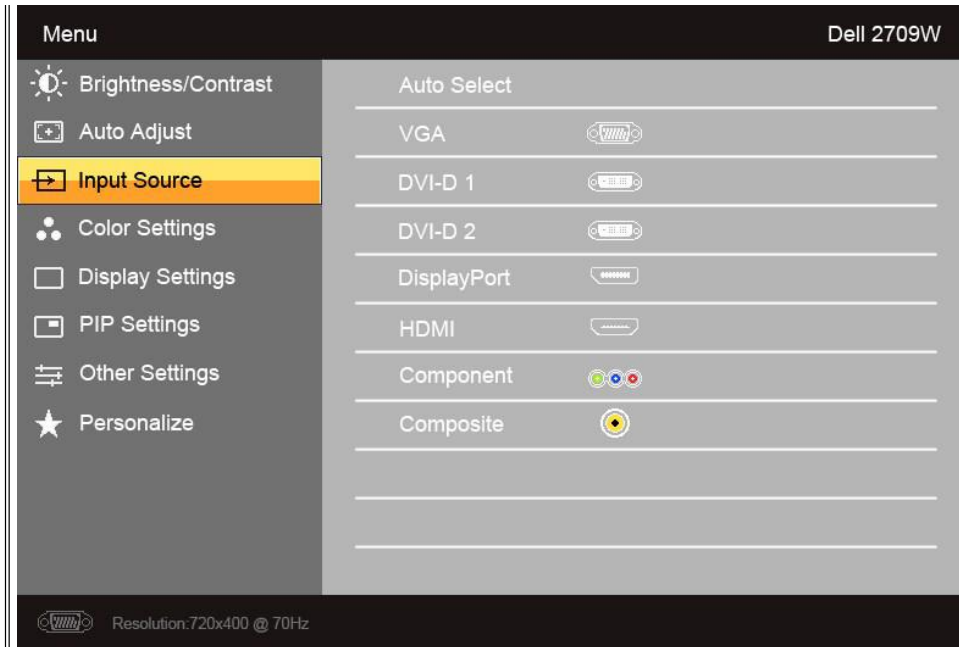 Menu
Dell 2709W
Brightness/Contrast
Auto Adjust
Input Source
Color Settings
Display Settings
PIP Settings
Other Settings
Personalize
Auto Select
VGA
DVI-D 1
DVI-D 2
DisplayPort
HDMI
Component
Composite
Resolution:720x400 @ 70Hz